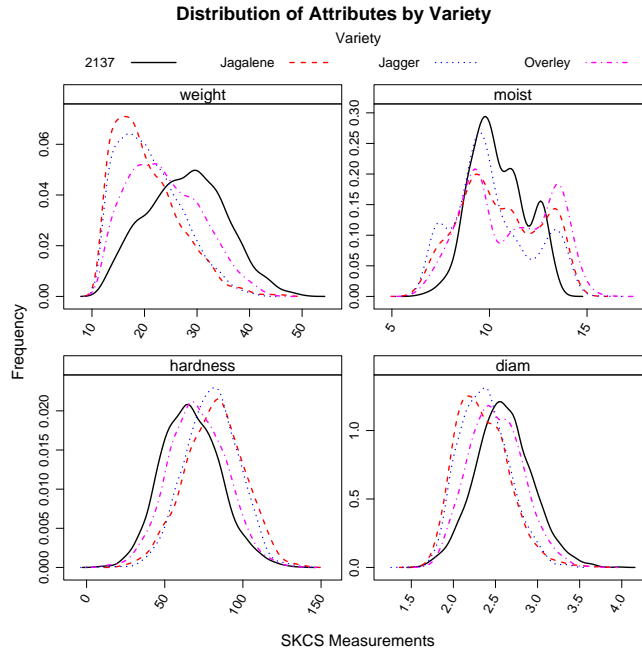 Distribution of Attributes by Variety
Variety
2137 Jagalene Jagger Overley
weight moist
0.00 0.02 0.04 0.06
10 20 30 40 50
0.00 0.05 0.10 0.15 0.20 0.25 0.30
5 10 15
Frequency
hardness diam
0.000 0.005 0.010 0.015 0.020
0 50 100 150
0.0 0.5 1.0
1.5 2.0 2.5 3.0 3.5 4.0
SKCS Measurements